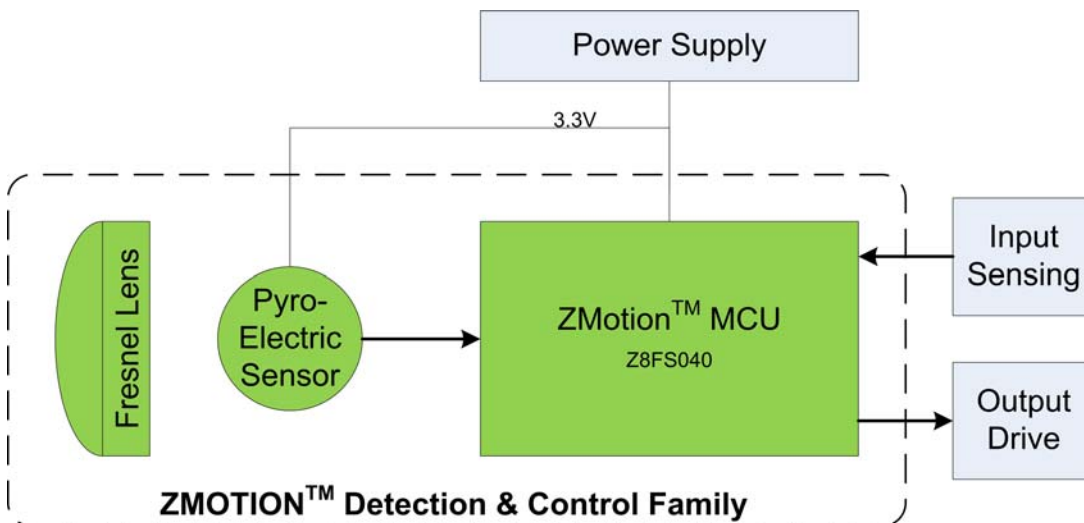 Power Supply
3.3V
Fresnel Lens
Pyro-
Electric
Sensor
ZMotion™ MCU
Z8FS040
Input
Sensing
Output
Drive
ZMOTION™ Detection & Control Family